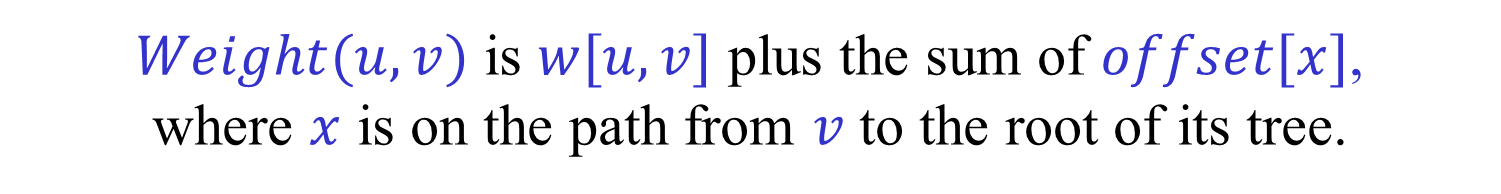 Weight(u, v) is w[u, v] plus the sum of offset[x],
where x is on the path from v to the root of its tree.